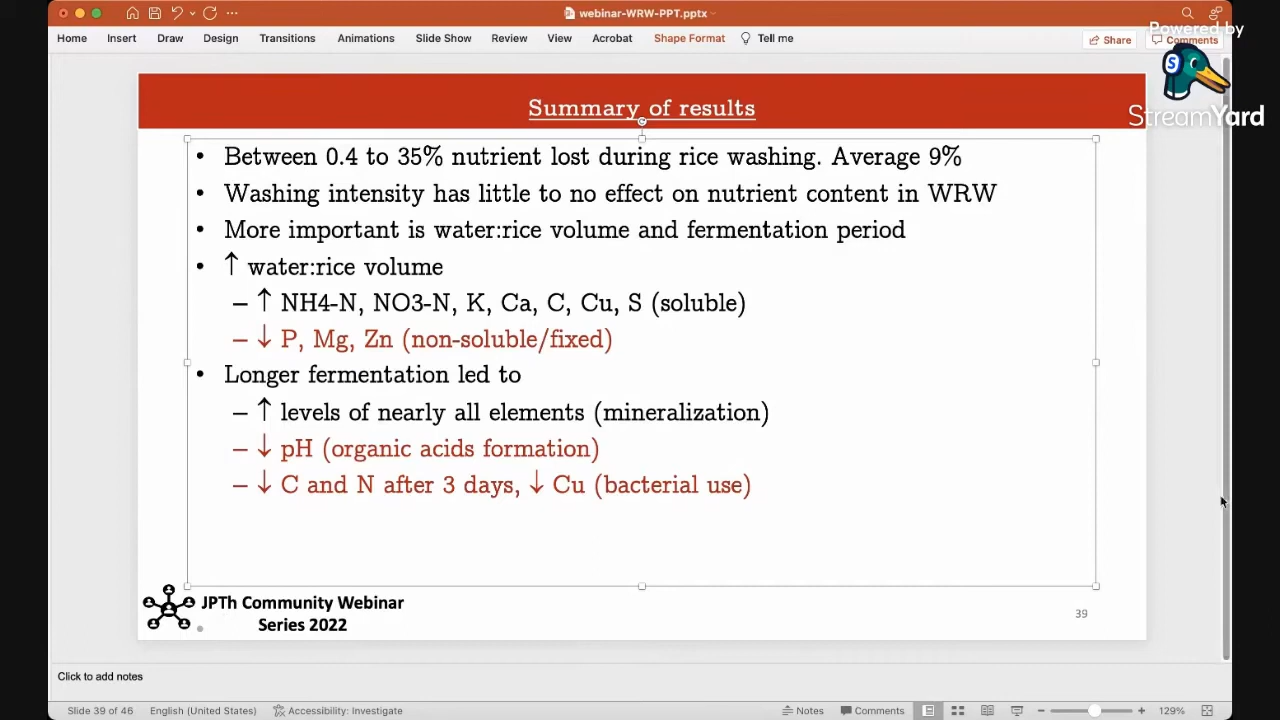 webinar-WRW-PPT.pptx
Powered by
Home Insert Draw Design Transitions Animations Slide Show Review View Acrobat Shape Format Tell me Share Comments
StreamYard
Summary of results
• Between 0.4 to 35% nutrient lost during rice washing. Average 9%
• Washing intensity has little to no effect on nutrient content in WRW
• More important is water:rice volume and fermentation period
• ↑ water:rice volume
– ↑ NH4-N, NO3-N, K, Ca, C, Cu, S (soluble)
– ↓ P, Mg, Zn (non-soluble/fixed)
• Longer fermentation led to
– ↑ levels of nearly all elements (mineralization)
– ↓ pH (organic acids formation)
– ↓ C and N after 3 days, ↓ Cu (bacterial use)
JPTh Community Webinar
Series 2022
39
Click to add notes
Slide 39 of 46 English (United States) Accessibility: Investigate Notes Comments 129%